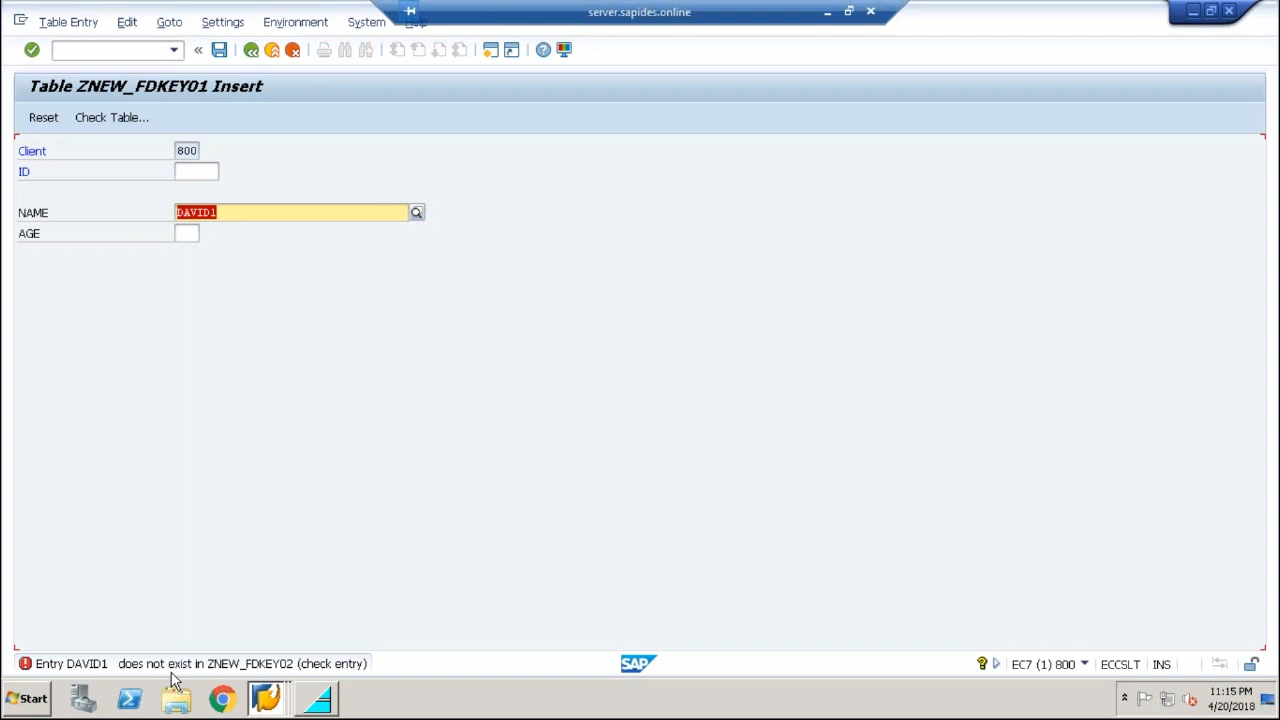 server.sapides.online
Table Entry Edit Goto Settings Environment System Help
Table ZNEW_FDKEY01 Insert
Reset Check Table...
Client 800
ID
NAME DAVID1
AGE
Entry DAVID1 does not exist in ZNEW_FDKEY02 (check entry)
SAP
EC7 (1) 800 ECCSLT INS
Start
11:15 PM
4/20/2018